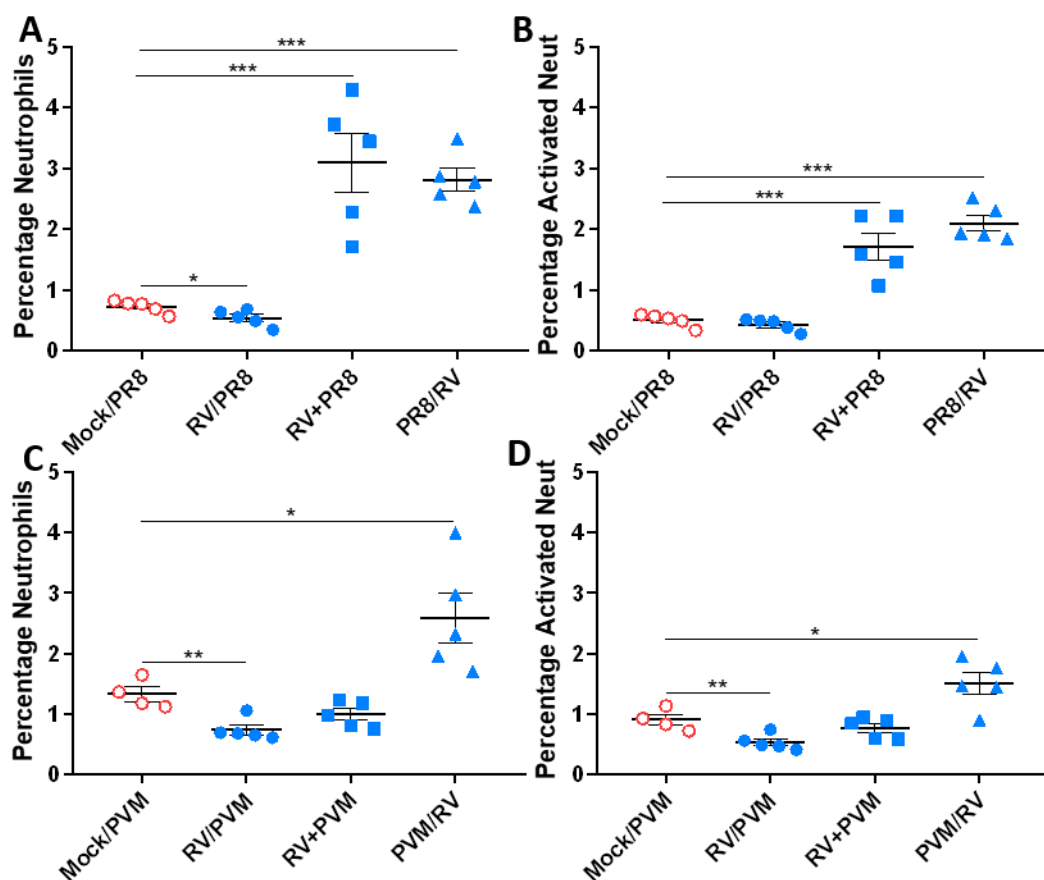 A
Percentage Neutrophils
5
4
3
2
1
0
***
***
*
Mock/PR8
RV/PR8
RV+PR8
PR8/RV
B
Percentage Activated Neut
5
4
3
2
1
0
***
***
Mock/PR8
RV/PR8
RV+PR8
PR8/RV
C
Percentage Neutrophils
5
4
3
2
1
0
*
**
Mock/PVM
RV/PVM
RV+PVM
PVM/RV
D
Percentage Activated Neut
5
4
3
2
1
0
*
**
Mock/PVM
RV/PVM
RV+PVM
PVM/RV